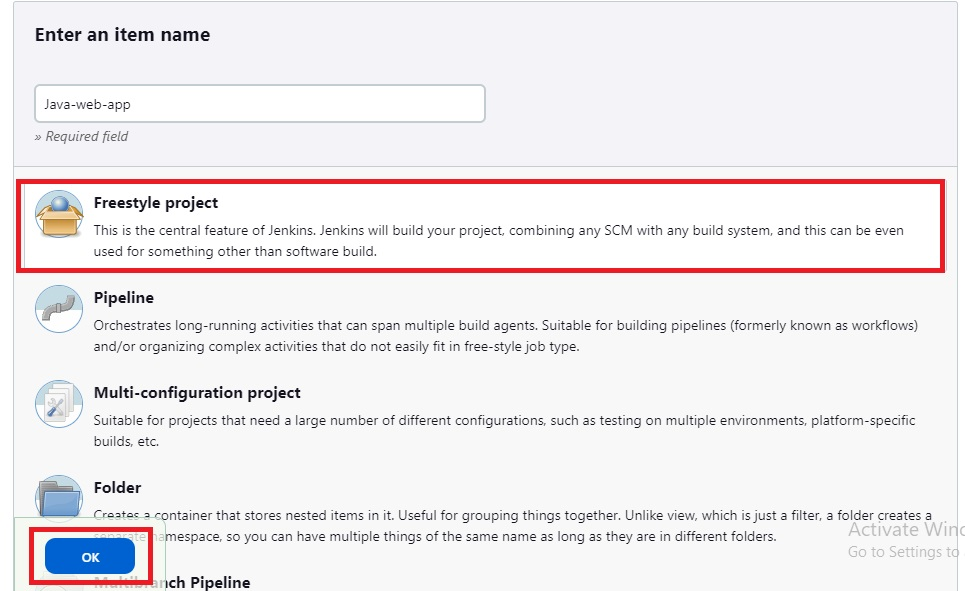 Enter an item name
Java-web-app
» Required field
Freestyle project
This is the central feature of Jenkins. Jenkins will build your project, combining any SCM with any build system, and this can be even
used for something other than software build.
Pipeline
Orchestrates long-running activities that can span multiple build agents. Suitable for building pipelines (formerly known as workflows)
and/or organizing complex activities that do not easily fit in free-style job type.
Multi-configuration project
Suitable for projects that need a large number of different configurations, such as testing on multiple environments, platform-specific
builds, etc.
Folder
Creates a container that stores nested items in it. Useful for grouping things together. Unlike view, which is just a filter, a folder creates a
separate namespace, so you can have multiple things of the same name as long as they are in different folders.
Activate Wind
Go to Settings to
OK
Multibranch Pipeline